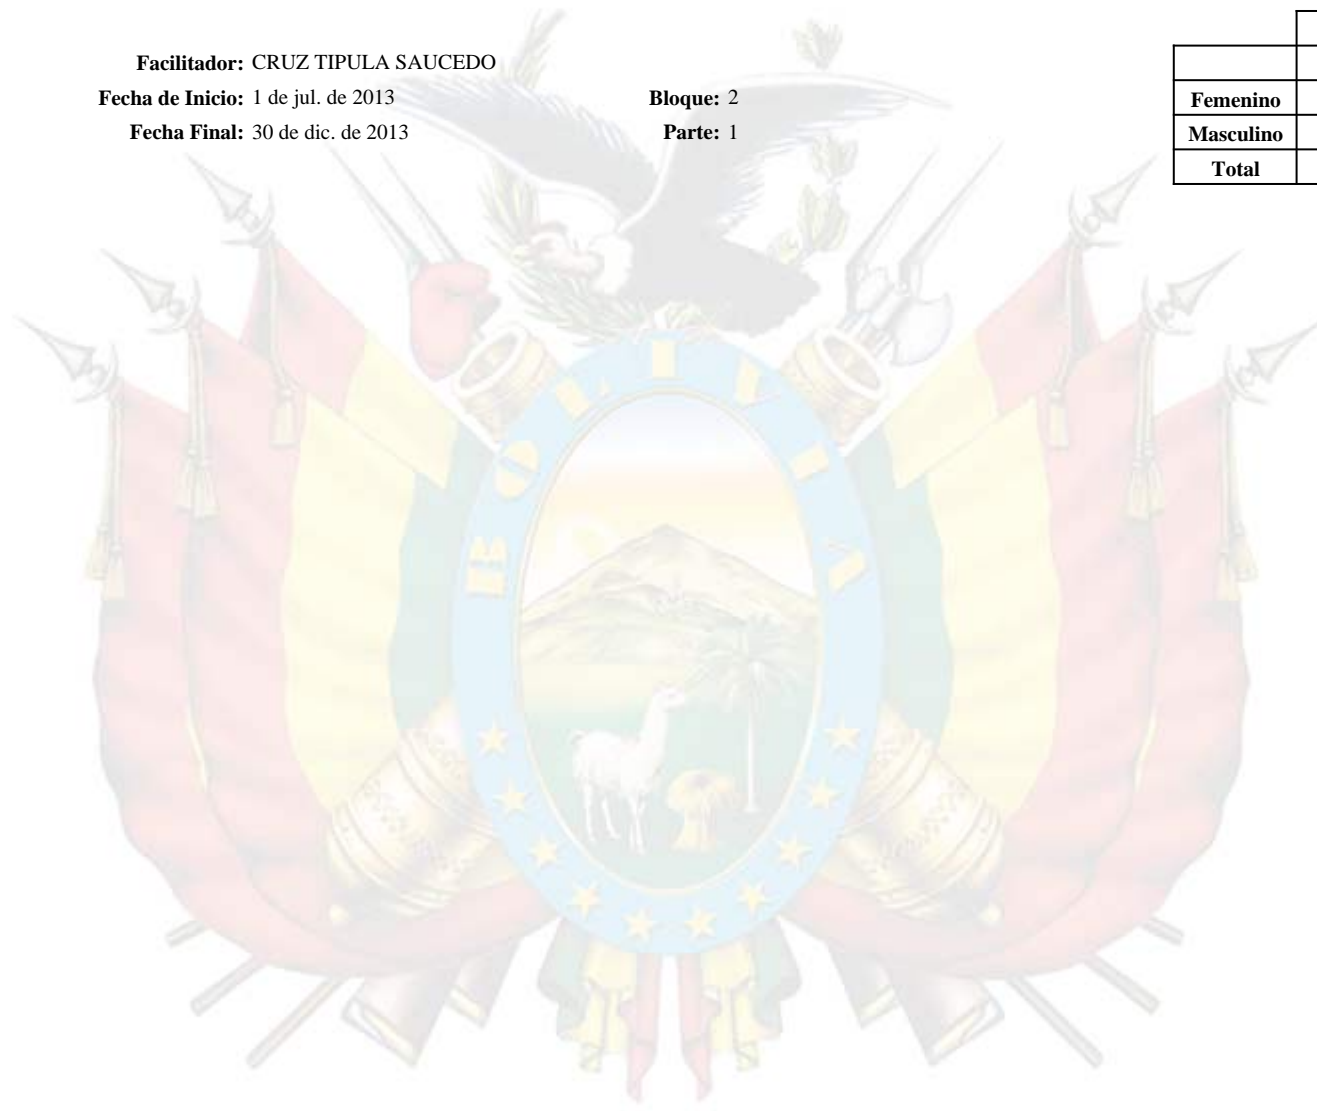 Facilitador: CRUZ TIPULA SAUCEDO
Fecha de Inicio: 1 de jul. de 2013 Bloque: 2
Fecha Final: 30 de dic. de 2013 Parte: 1
Femenino
Masculino
Total
BOLIVIA